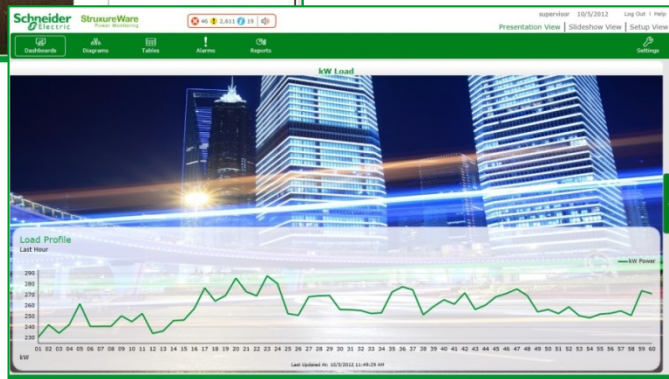 Schneider Electric StruxureWare Power Monitoring 46 2,611 19 supervisor 10/5/2012 Log Out | Help
Presentation View | Slideshow View | Setup View
Dashboards Diagrams Tables Alarms Reports Settings
kW Load
Load Profile
Last Hour
kW Power
290
280
270
260
250
240
230
01 02 03 04 05 06 07 08 09 10 11 12 13 14 15 16 17 18 19 20 21 22 23 24 25 26 27 28 29 30 31 32 33 34 35 36 37 38 39 40 41 42 43 44 45 46 47 48 49 50 51 52 53 54 55 56 57 58 59 60
kW
Last Updated At: 10/5/2012 11:49:29 AM